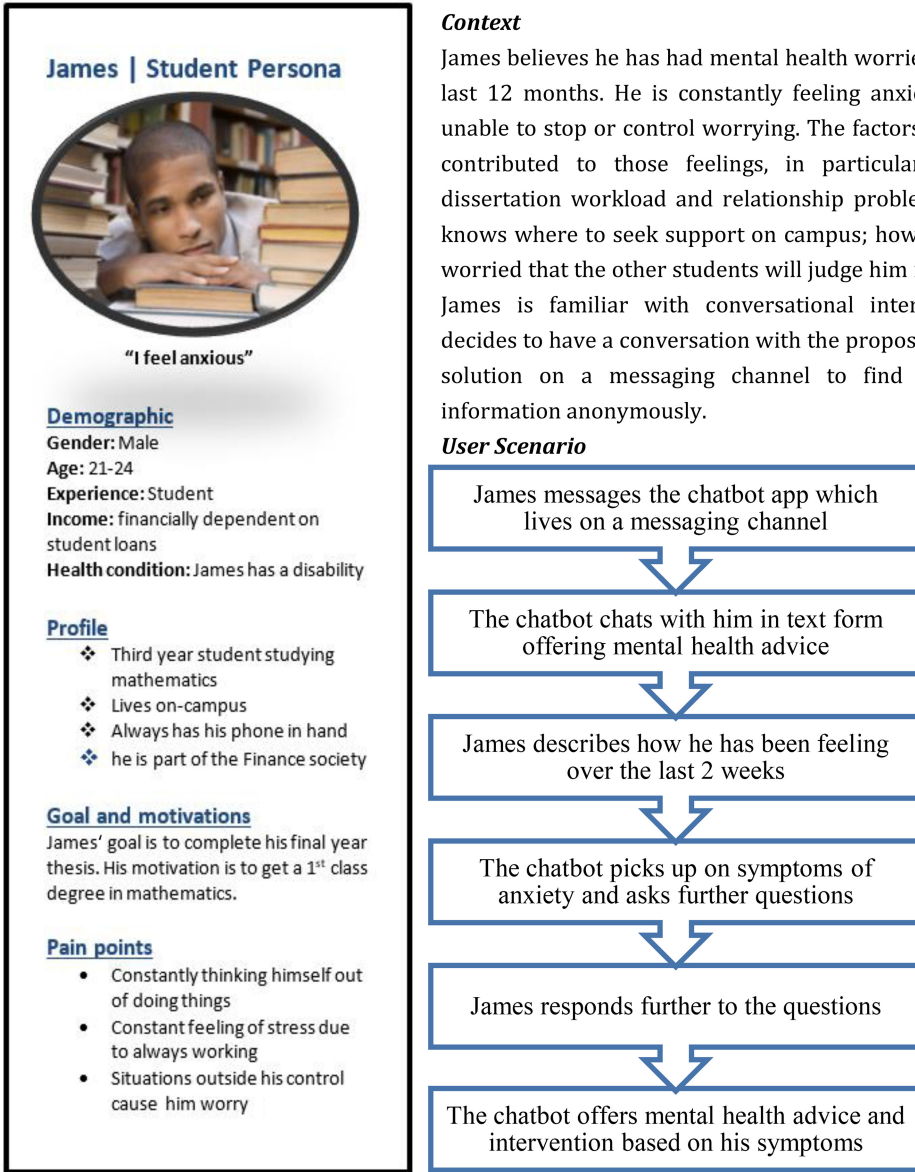 James | Student Persona
“I feel anxious”
Demographic
Gender: Male
Age: 21-24
Experience: Student
Income: financially dependent on
student loans
Health condition: James has a disability
Profile
❖ Third year student studying
mathematics
❖ Lives on-campus
❖ Always has his phone in hand
❖ he is part of the Finance society
Goal and motivations
James‘ goal is to complete his final year
thesis. His motivation is to get a 1st class
degree in mathematics.
Pain points
• Constantly thinking himself out
of doing things
• Constant feeling of stress due
to always working
• Situations outside his control
cause him worry
Context
James believes he has had mental health
last 12 months. He is constantly feeling
unable to stop or control worrying. The
contributed to those feelings, in
dissertation workload and relationship
knows where to seek support on campus;
worried that the other students will judge him
James is familiar with conversational
decides to have a conversation with the
solution on a messaging channel to find
information anonymously.
User Scenario
James messages the chatbot app which
lives on a messaging channel
The chatbot chats with him in text form
offering mental health advice
James describes how he has been feeling
over the last 2 weeks
The chatbot picks up on symptoms of
anxiety and asks further questions
James responds further to the questions
The chatbot offers mental health advice and
intervention based on his symptoms